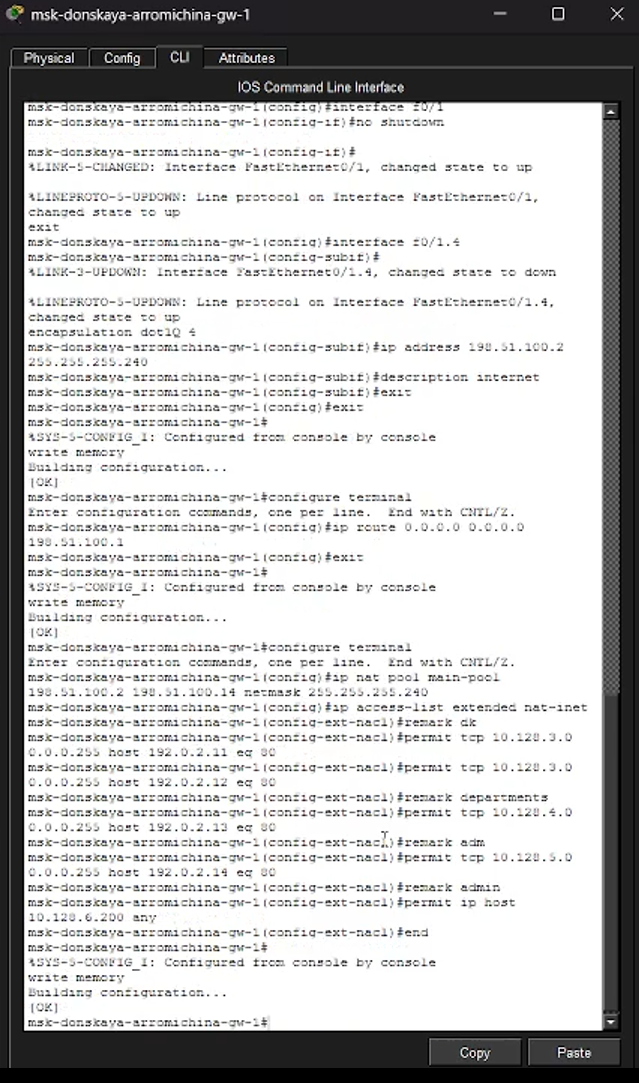 msk-donskaya-arromichina-gw-1
Physical Config CLI Attributes
IOS Command Line Interface
msk-donskaya-arromichina-gw-1(config)#interface f0/1
msk-donskaya-arromichina-gw-1(config-if)#no shutdown
msk-donskaya-arromichina-gw-1(config-if)#
%LINK-5-CHANGED: Interface FastEthernet0/1, changed state to up
%LINEPROTO-5-UPDOWN: Line protocol on Interface FastEthernet0/1,
changed state to up
exit
msk-donskaya-arromichina-gw-1(config)#interface f0/1.4
msk-donskaya-arromichina-gw-1(config-subif)#
%LINK-3-UPDOWN: Interface FastEthernet0/1.4, changed state to down
%LINEPROTO-5-UPDOWN: Line protocol on Interface FastEthernet0/1.4,
changed state to up
encapsulation dot1Q 4
msk-donskaya-arromichina-gw-1(config-subif)#ip address 198.51.100.2
255.255.255.240
msk-donskaya-arromichina-gw-1(config-subif)#description internet
msk-donskaya-arromichina-gw-1(config-subif)#exit
msk-donskaya-arromichina-gw-1(config)#exit
msk-donskaya-arromichina-gw-1#
%SYS-5-CONFIG_I: Configured from console by console
write memory
Building configuration...
[OK]
msk-donskaya-arromichina-gw-1#configure terminal
Enter configuration commands, one per line.  End with CNTL/Z.
msk-donskaya-arromichina-gw-1(config)#ip route 0.0.0.0 0.0.0.0
198.51.100.1
msk-donskaya-arromichina-gw-1(config)#exit
msk-donskaya-arromichina-gw-1#
%SYS-5-CONFIG_I: Configured from console by console
write memory
Building configuration...
[OK]
msk-donskaya-arromichina-gw-1#configure terminal
Enter configuration commands, one per line.  End with CNTL/Z.
msk-donskaya-arromichina-gw-1(config)#ip nat pool main-pool
198.51.100.2 198.51.100.14 netmask 255.255.255.240
msk-donskaya-arromichina-gw-1(config)#ip access-list extended nat-inet
msk-donskaya-arromichina-gw-1(config-ext-nacl)#remark dk
msk-donskaya-arromichina-gw-1(config-ext-nacl)#permit tcp 10.128.3.0
0.0.0.255 host 192.0.2.11 eq 80
msk-donskaya-arromichina-gw-1(config-ext-nacl)#permit tcp 10.128.3.0
0.0.0.255 host 192.0.2.12 eq 80
msk-donskaya-arromichina-gw-1(config-ext-nacl)#remark departments
msk-donskaya-arromichina-gw-1(config-ext-nacl)#permit tcp 10.128.4.0
0.0.0.255 host 192.0.2.13 eq 80
msk-donskaya-arromichina-gw-1(config-ext-nacl)#remark adm
msk-donskaya-arromichina-gw-1(config-ext-nacl)#permit tcp 10.128.5.0
0.0.0.255 host 192.0.2.14 eq 80
msk-donskaya-arromichina-gw-1(config-ext-nacl)#remark admin
msk-donskaya-arromichina-gw-1(config-ext-nacl)#permit ip host
10.128.6.200 any
msk-donskaya-arromichina-gw-1(config-ext-nacl)#end
msk-donskaya-arromichina-gw-1#
%SYS-5-CONFIG_I: Configured from console by console
write memory
Building configuration...
[OK]
msk-donskaya-arromichina-gw-1#
Copy Paste